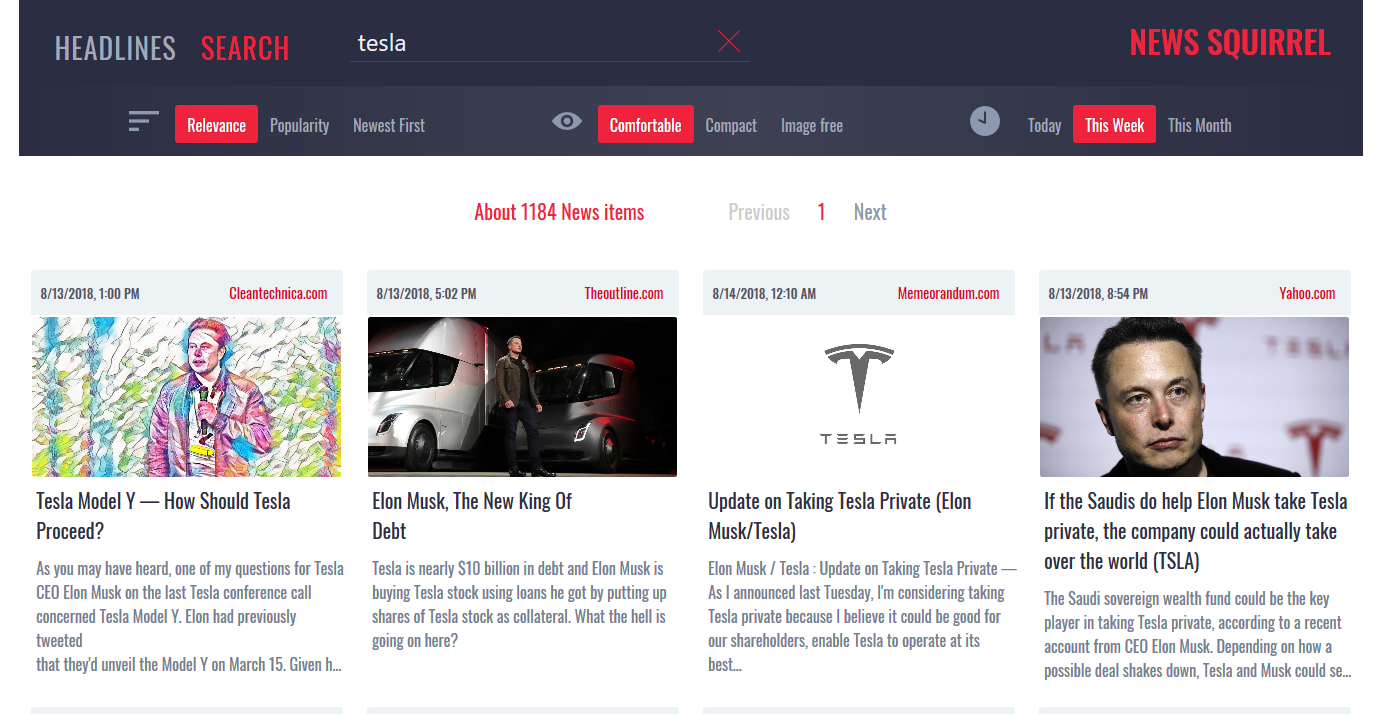 HEADLINES SEARCH tesla NEWS SQUIRREL
Relevance Popularity Newest First Comfortable Compact Image free Today This Week This Month
About 1184 News items Previous 1 Next
8/13/2018, 1:00 PM Cleantechnica.com
Tesla Model Y — How Should Tesla
Proceed?
As you may have heard, one of my questions for Tesla
CEO Elon Musk on the last Tesla conference call
concerned Tesla Model Y. Elon had previously
tweeted
that they'd unveil the Model Y on March 15. Given h...
8/13/2018, 5:02 PM Theoutline.com
Elon Musk, The New King Of
Debt
Tesla is nearly $10 billion in debt and Elon Musk is
buying Tesla stock using loans he got by putting up
shares of Tesla stock as collateral. What the hell is
going on here?
8/14/2018, 12:10 AM Memeorandum.com
TESLA
Update on Taking Tesla Private (Elon
Musk/Tesla)
Elon Musk / Tesla : Update on Taking Tesla Private —
As I announced last Tuesday, I'm considering taking
Tesla private because I believe it could be good for
our shareholders, enable Tesla to operate at its
best...
8/13/2018, 8:54 PM Yahoo.com
If the Saudis do help Elon Musk take Tesla
private, the company could actually take
over the world (TSLA)
The Saudi sovereign wealth fund could be the key
player in taking Tesla private, according to a recent
account from CEO Elon Musk. Depending on how a
possible deal shakes down, Tesla and Musk could se...